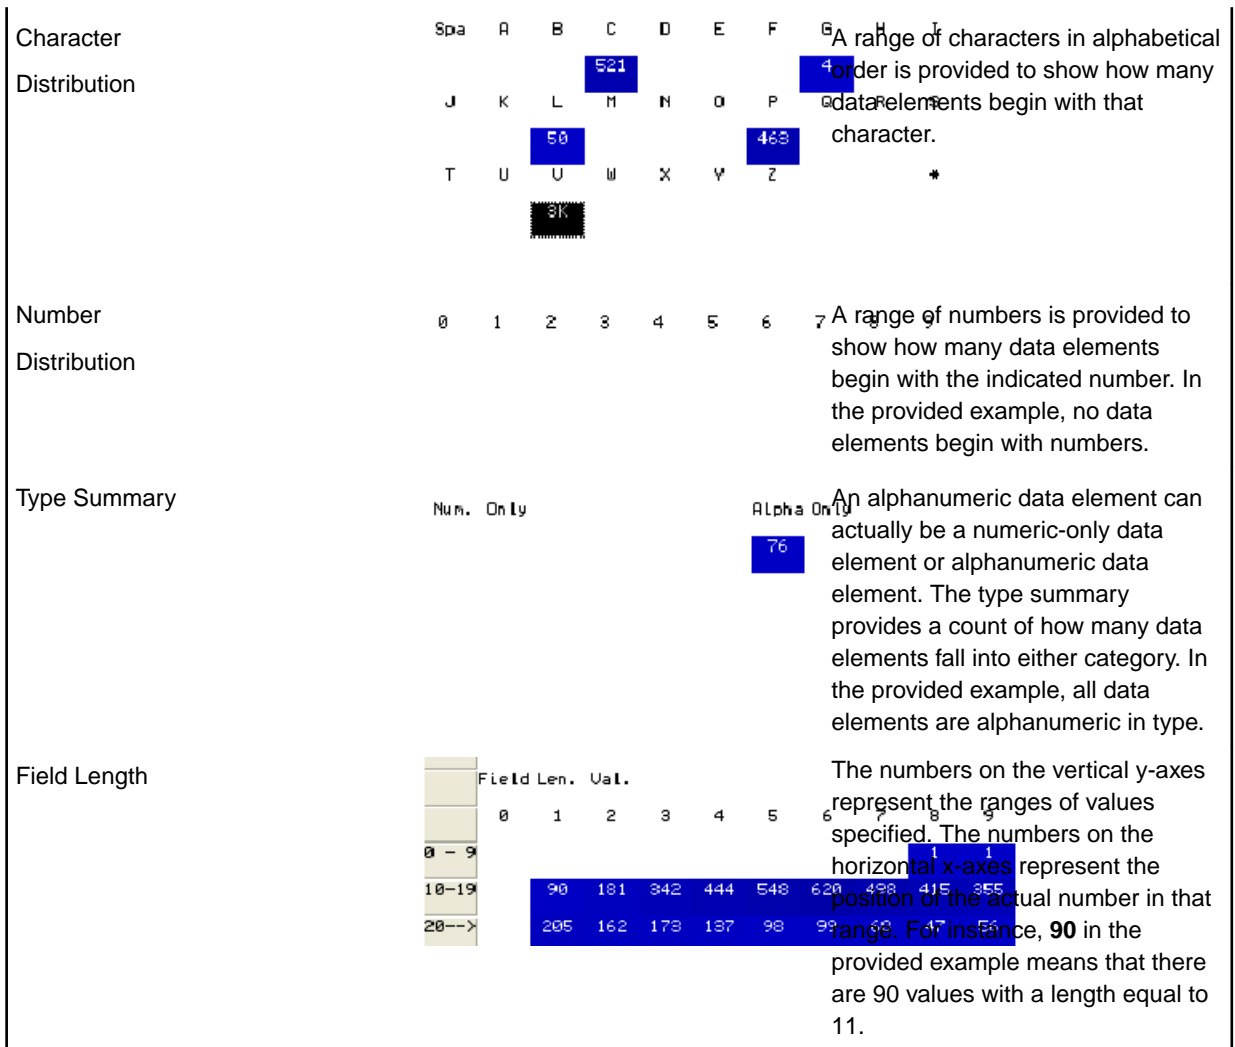 Character
Distribution
Spa A B C D E F G H I
521 4
J K L M N O P Q R S
50 468
T U V W X Y Z *
3K
A range of characters in alphabetical
order is provided to show how many
data elements begin with that
character.
Number
Distribution
0 1 2 3 4 5 6 7 8 9
A range of numbers is provided to
show how many data elements
begin with the indicated number. In
the provided example, no data
elements begin with numbers.
Type Summary
Num. Only Alpha Only
76
An alphanumeric data element can
actually be a numeric-only data
element or alphanumeric data
element. The type summary
provides a count of how many data
elements fall into either category. In
the provided example, all data
elements are alphanumeric in type.
Field Length
Field Len. Val.
0 1 2 3 4 5 6 7 8 9
0 - 9 1 1
10-19 90 181 342 444 548 620 498 415 355
20--> 205 162 173 137 98 99 68 47 56
The numbers on the vertical y-axes
represent the ranges of values
specified. The numbers on the
horizontal x-axes represent the
position of the actual number in that
range. For instance, 90 in the
provided example means that there
are 90 values with a length equal to
11.